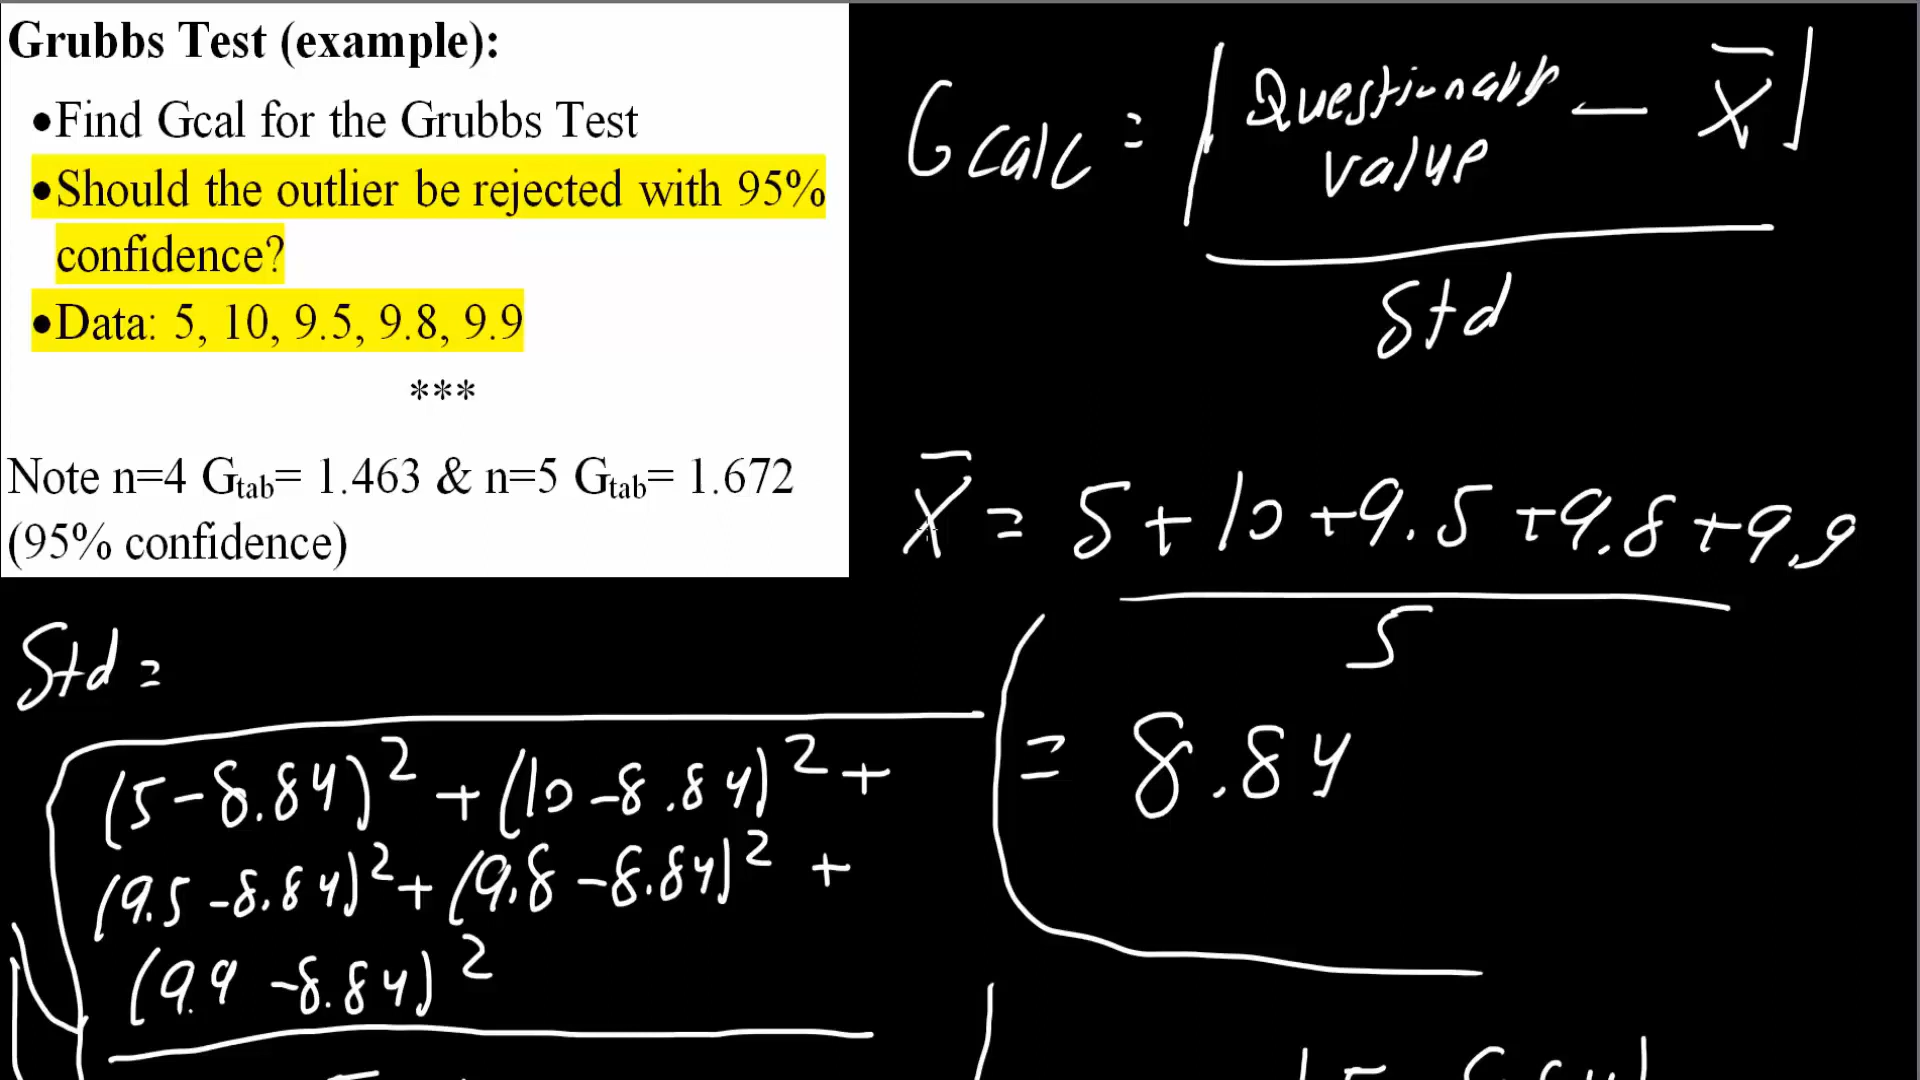 Grubbs Test (example):
•Find Gcal for the Grubbs Test
•Should the outlier be rejected with 95%
confidence?
•Data: 5, 10, 9.5, 9.8, 9.9
***
Note n=4 Gtab= 1.463 & n=5 Gtab= 1.672
(95% confidence)
Gcalc = |Questionable value − X̄|
Std
X̄ = 5+10+9.5+9.8+9.9
5
= 8.84
Std =
(5-8.84)² + (10-8.84)² +
(9.5-8.84)² + (9.8-8.84)² +
(9.9-8.84)²